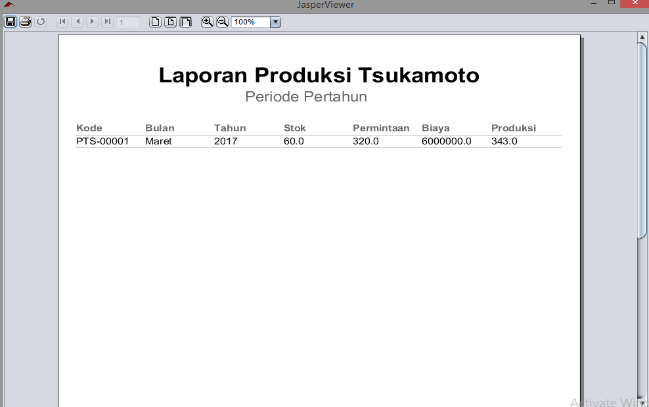 JasperViewer
1
100%
Laporan Produksi Tsukamoto
Periode Pertahun
Kode Bulan Tahun Stok Permintaan Biaya Produksi
PTS-00001 Maret 2017 60.0 320.0 6000000.0 343.0
Activate Win